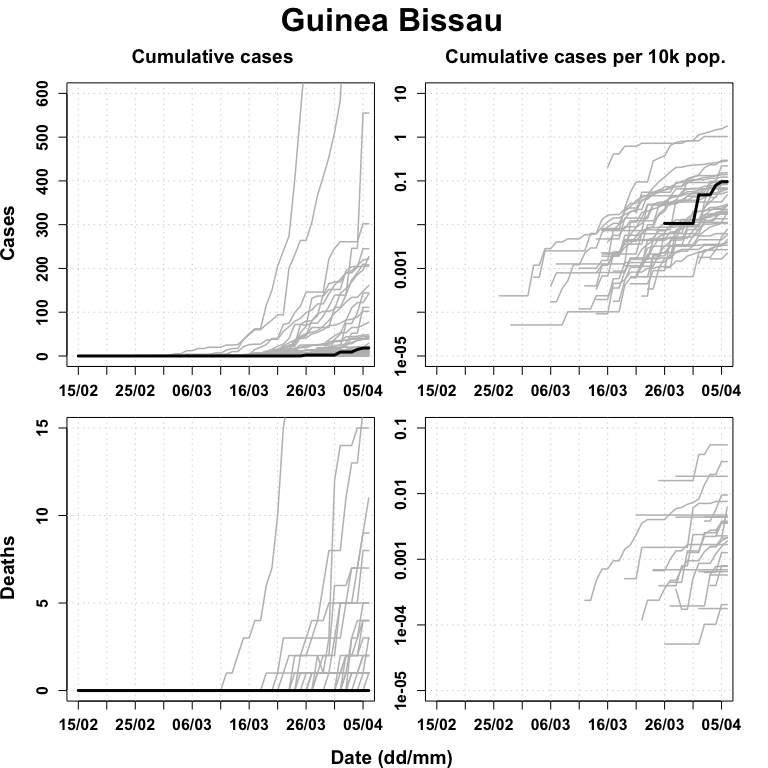 Guinea Bissau
Cumulative cases
Cumulative cases per 10k pop.
Cases
600
500
400
300
200
100
0
15/02 25/02 06/03 16/03 26/03 05/04
10
1
0.1
0.001
1e-05
15/02 25/02 06/03 16/03 26/03 05/04
Deaths
15
10
5
0
15/02 25/02 06/03 16/03 26/03 05/04
0.1
0.01
0.001
1e-04
1e-05
15/02 25/02 06/03 16/03 26/03 05/04
Date (dd/mm)